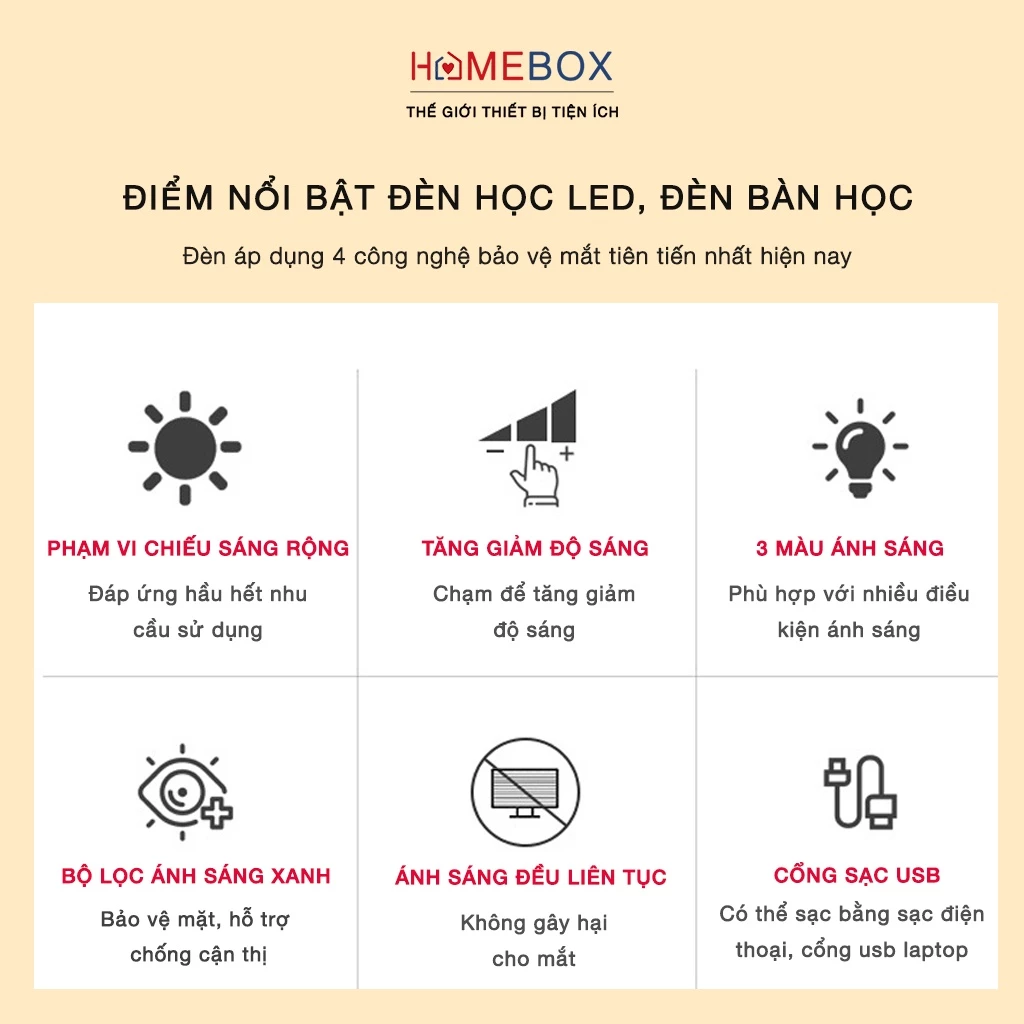 HOMEBOX
THẾ GIỚI THIẾT BỊ TIỆN ÍCH
ĐIỂM NỔI BẬT ĐÈN HỌC LED, ĐÈN BÀN HỌC
Đèn áp dụng 4 công nghệ bảo vệ mắt tiên tiến nhất hiện nay
PHẠM VI CHIẾU SÁNG RỘNG
Đáp ứng hầu hết nhu
cầu sử dụng
TĂNG GIẢM ĐỘ SÁNG
Chạm để tăng giảm
độ sáng
3 MÀU ÁNH SÁNG
Phù hợp với nhiều điều
kiện ánh sáng
BỘ LỌC ÁNH SÁNG XANH
Bảo vệ mặt, hỗ trợ
chống cận thị
ÁNH SÁNG ĐỀU LIÊN TỤC
Không gây hại
cho mắt
CỔNG SẠC USB
Có thể sạc bằng sạc điện
thoại, cổng usb laptop